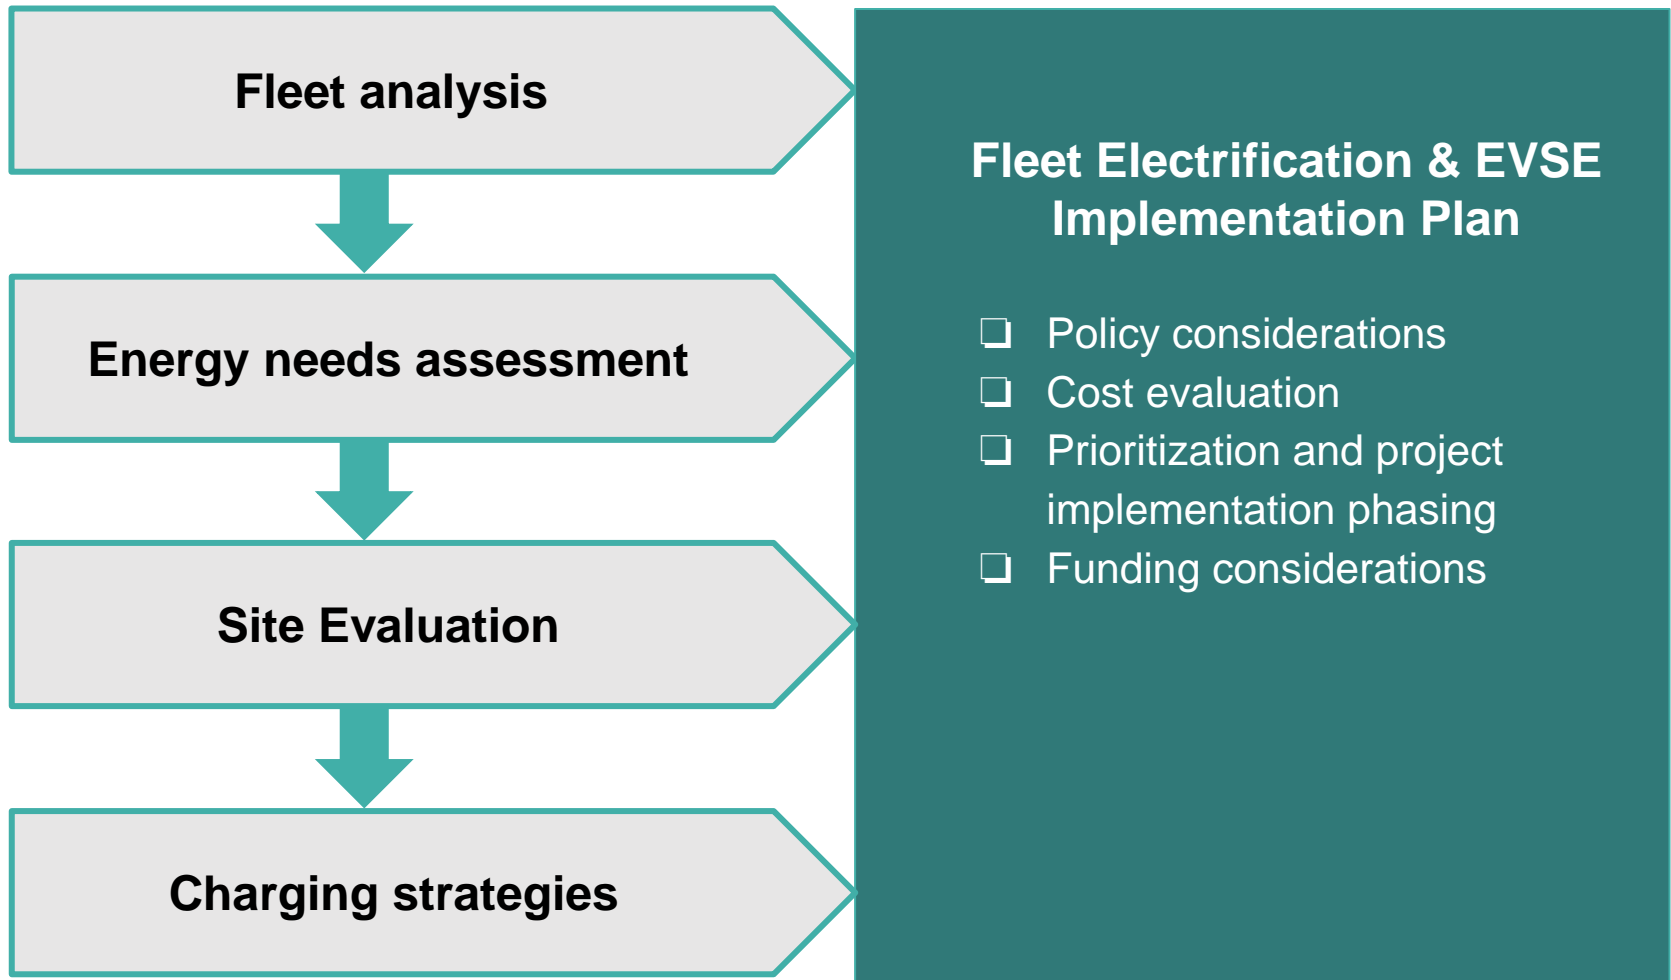 Fleet analysis
Energy needs assessment
Site Evaluation
Charging strategies
Fleet Electrification & EVSE
Implementation Plan
❏ Policy considerations
❏ Cost evaluation
❏ Prioritization and project
implementation phasing
❏ Funding considerations